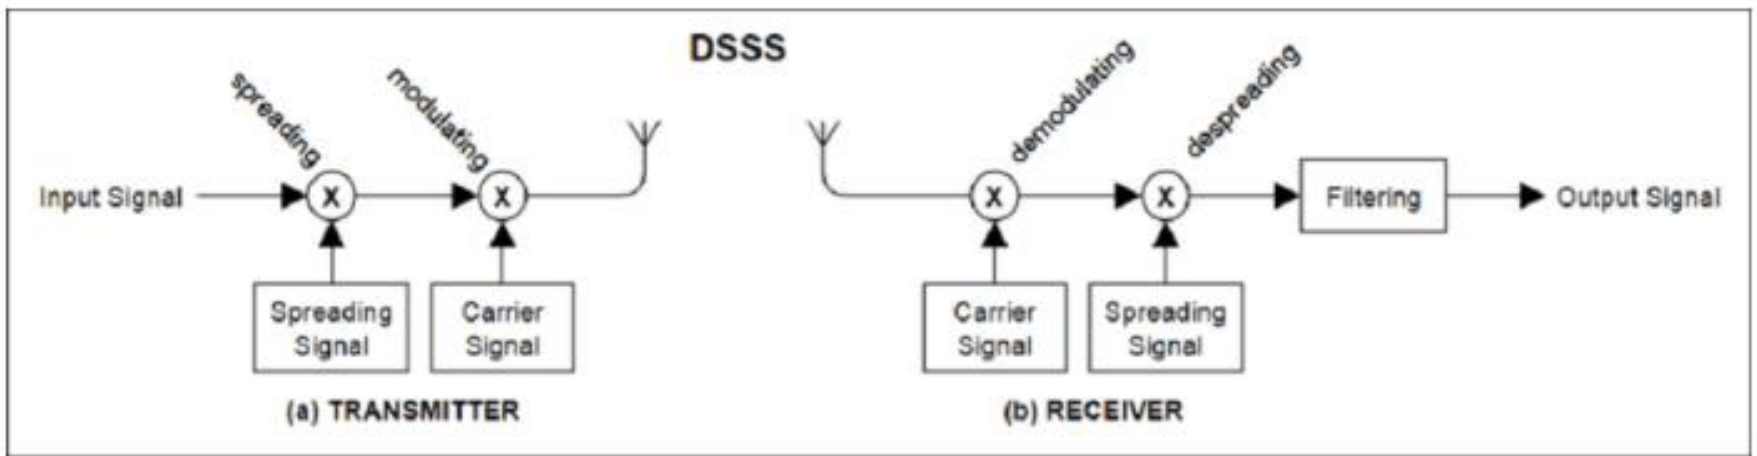 DSSS
spreading
modulating
demodulating
despreading
Input Signal
X
X
X
X
Filtering
Output Signal
Spreading
Signal
Carrier
Signal
Carrier
Signal
Spreading
Signal
(a) TRANSMITTER
(b) RECEIVER